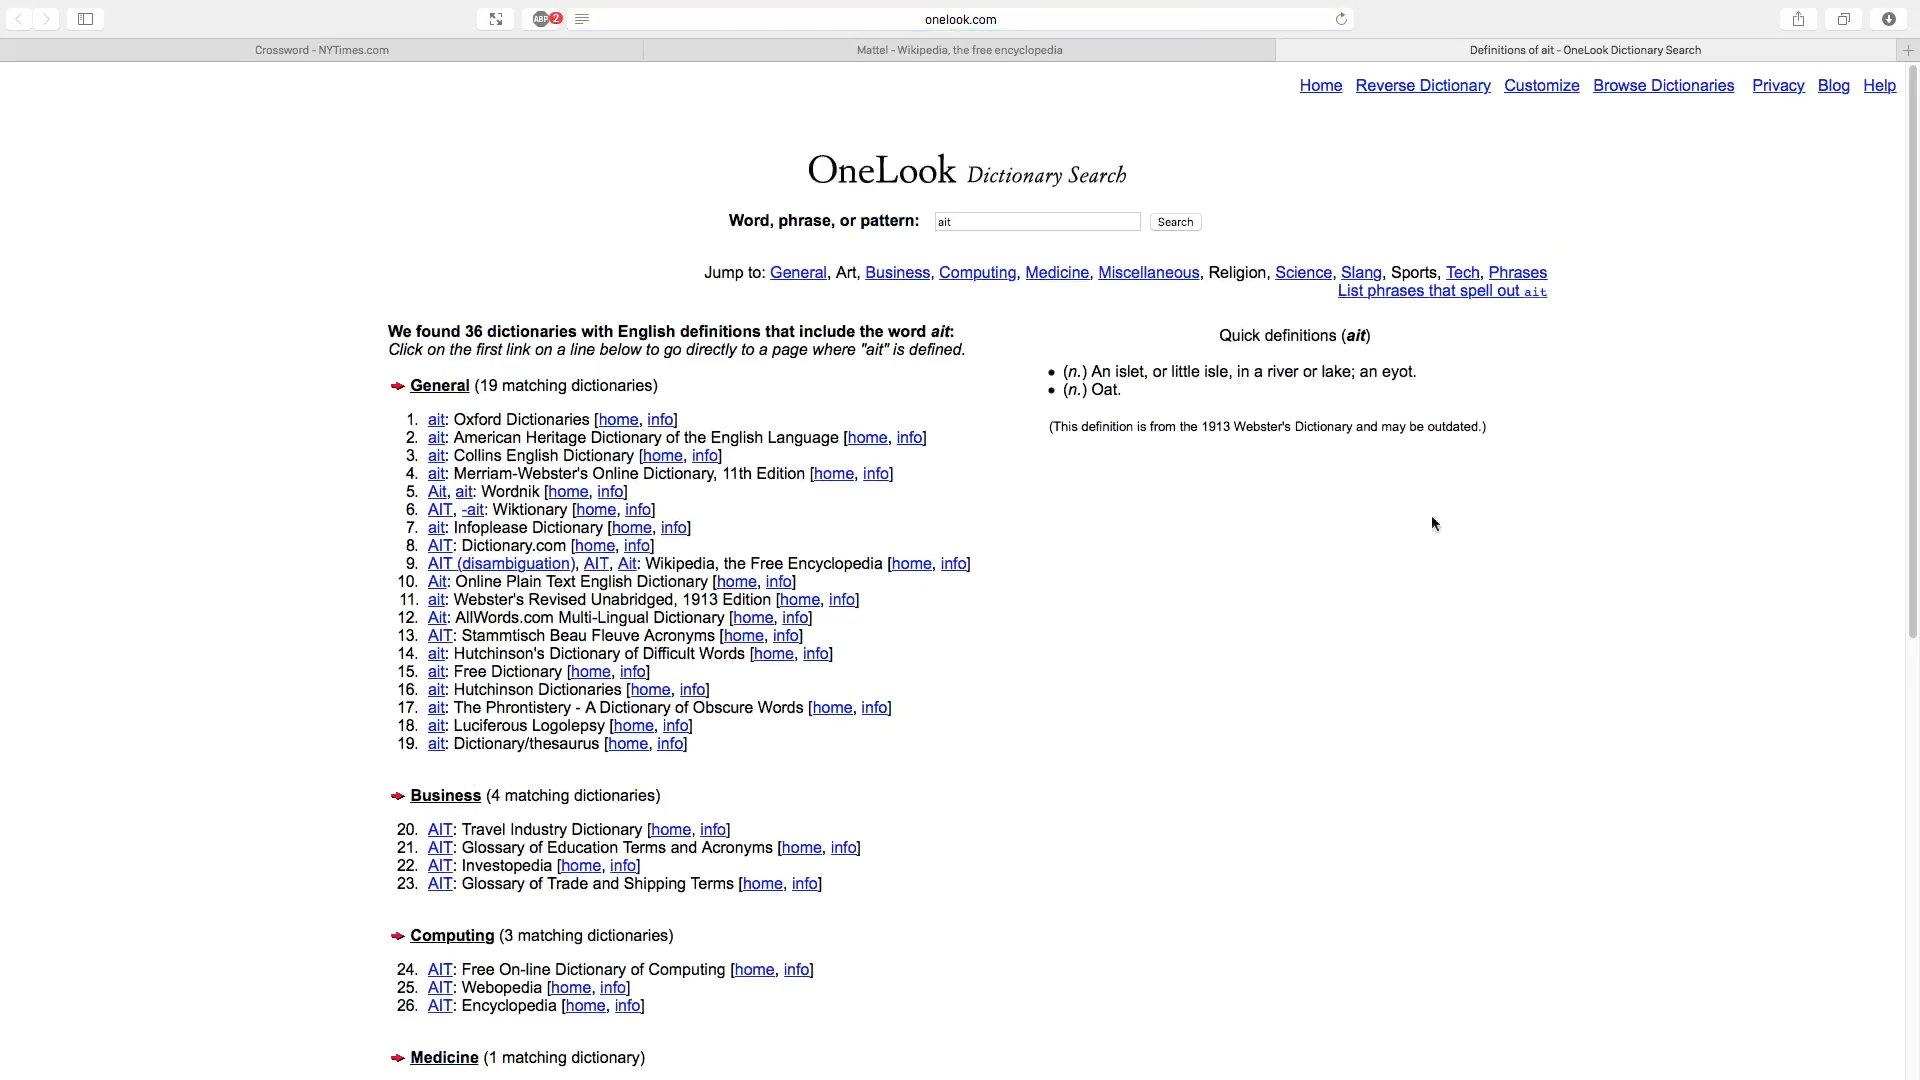 ABP 2
onelook.com
Crossword - NYTimes.com
Mattel - Wikipedia, the free encyclopedia
Definitions of ait - OneLook Dictionary Search
Home Reverse Dictionary Customize Browse Dictionaries Privacy Blog Help
OneLook Dictionary Search
Word, phrase, or pattern: ait Search
Jump to: General, Art, Business, Computing, Medicine, Miscellaneous, Religion, Science, Slang, Sports, Tech, Phrases
List phrases that spell out ait
We found 36 dictionaries with English definitions that include the word ait:
Click on the first link on a line below to go directly to a page where "ait" is defined.
General (19 matching dictionaries)
1. ait: Oxford Dictionaries [home, info]
2. ait: American Heritage Dictionary of the English Language [home, info]
3. ait: Collins English Dictionary [home, info]
4. ait: Merriam-Webster's Online Dictionary, 11th Edition [home, info]
5. Ait, ait: Wordnik [home, info]
6. AIT, -ait: Wiktionary [home, info]
7. ait: Infoplease Dictionary [home, info]
8. AIT: Dictionary.com [home, info]
9. AIT (disambiguation), AIT, Ait: Wikipedia, the Free Encyclopedia [home, info]
10. Ait: Online Plain Text English Dictionary [home, info]
11. ait: Webster's Revised Unabridged, 1913 Edition [home, info]
12. Ait: AllWords.com Multi-Lingual Dictionary [home, info]
13. AIT: Stammtisch Beau Fleuve Acronyms [home, info]
14. ait: Hutchinson's Dictionary of Difficult Words [home, info]
15. ait: Free Dictionary [home, info]
16. ait: Hutchinson Dictionaries [home, info]
17. ait: The Phrontistery - A Dictionary of Obscure Words [home, info]
18. ait: Luciferous Logolepsy [home, info]
19. ait: Dictionary/thesaurus [home, info]
Business (4 matching dictionaries)
20. AIT: Travel Industry Dictionary [home, info]
21. AIT: Glossary of Education Terms and Acronyms [home, info]
22. AIT: Investopedia [home, info]
23. AIT: Glossary of Trade and Shipping Terms [home, info]
Computing (3 matching dictionaries)
24. AIT: Free On-line Dictionary of Computing [home, info]
25. AIT: Webopedia [home, info]
26. AIT: Encyclopedia [home, info]
Medicine (1 matching dictionary)
Quick definitions (ait)
(n.) An islet, or little isle, in a river or lake; an eyot.
(n.) Oat.
(This definition is from the 1913 Webster's Dictionary and may be outdated.)